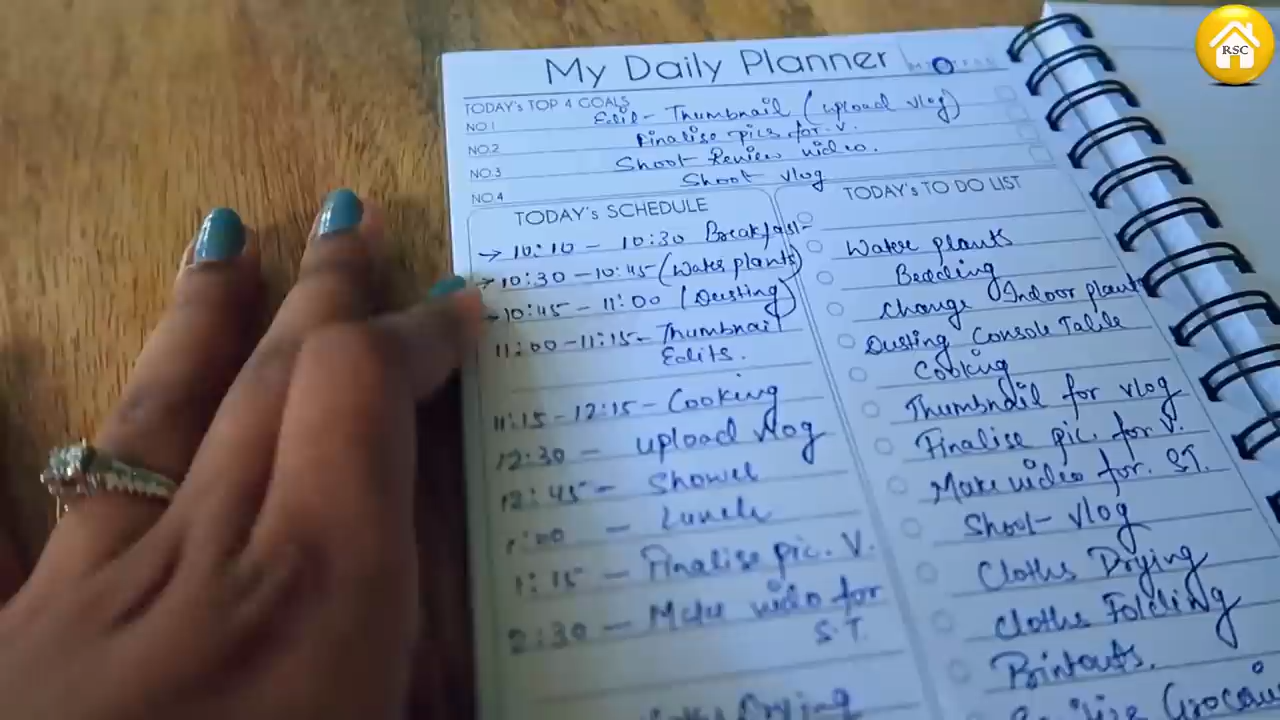 RSC
My Daily Planner
TODAY's TOP 4 GOALS
NO.1 Edit- Thumbnail (upload vlog)
NO.2 Finalise pics for V.
NO.3 Shoot Review video.
NO.4 Shoot vlog
TODAY's SCHEDULE
→ 10:10 - 10:30 Breakfast-
→ 10:30 - 10:45 (Water plants)
- 10:45 - 11:00 (Dusting)
11:00 - 11:15 - Thumbnail
Edits.
11:15 - 12:15 - Cooking
12:30 - upload vlog
12:45 - Shower
1:00 - Lunch
1:15 - Finalise pic. V.
2:30 - Make video for
S.T.
Drying
TODAY's TO DO LIST
Water plants
Bedding
Change Indoor plant
Dusting Console Table
Cooking
Thumbnail for vlog
Finalise pic. for V.
Make video for. ST.
Shoot vlog
Cloths Drying
Cloths Folding
Printouts.